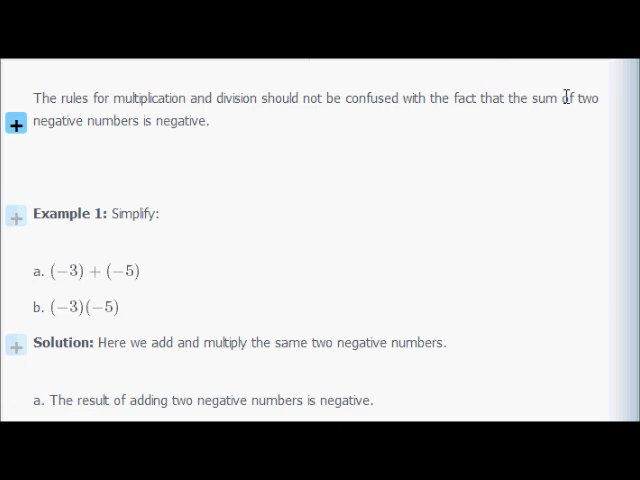 The rules for multiplication and division should not be confused with the fact that the sum of two
negative numbers is negative.
Example 1: Simplify:
a. (−3) + (−5)
b. (−3)(−5)
Solution: Here we add and multiply the same two negative numbers.
a. The result of adding two negative numbers is negative.